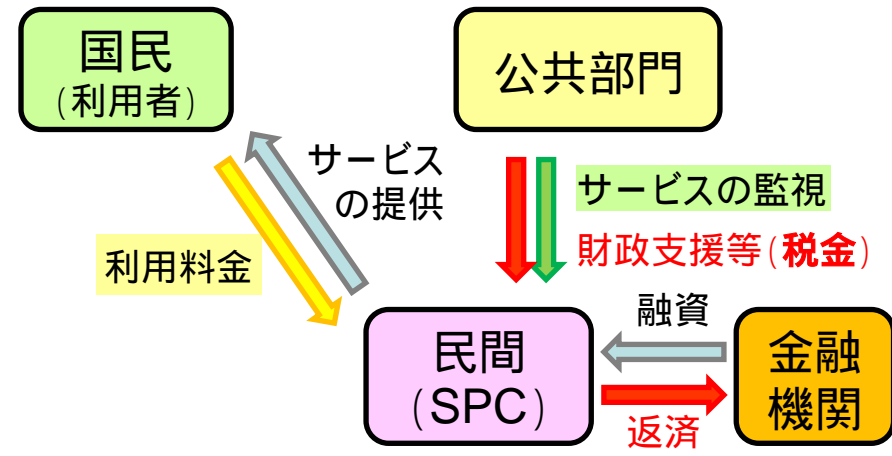 国民
(利用者)
公共部門
サービス
の提供
サービスの監視
財政支援等(税金)
利用料金
融資
民間
(SPC)
金融
機関
返済